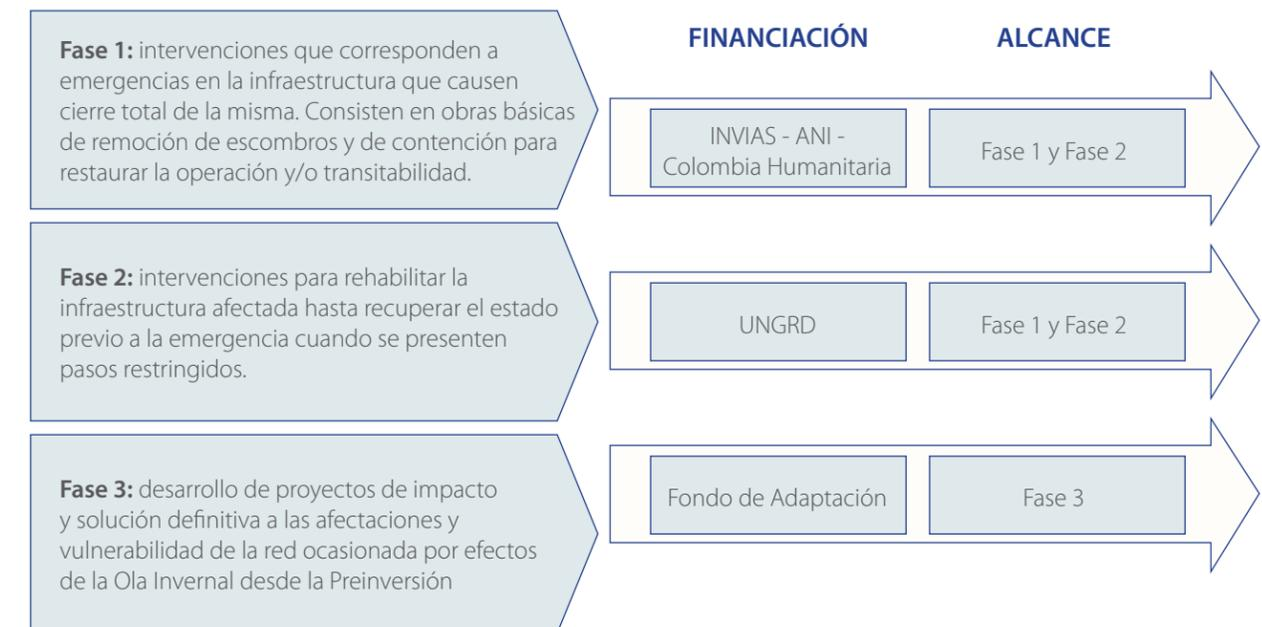 Fase 1: intervenciones que corresponden a
emergencias en la infraestructura que causen
cierre total de la misma. Consisten en obras básicas
de remoción de escombros y de contención para
restaurar la operación y/o transitabilidad.
Fase 2: intervenciones para rehabilitar la
infraestructura afectada hasta recuperar el estado
previo a la emergencia cuando se presenten
pasos restringidos.
Fase 3: desarrollo de proyectos de impacto
y solución definitiva a las afectaciones y
vulnerabilidad de la red ocasionada por efectos
de la Ola Invernal desde la Preinversión
FINANCIACIÓN
ALCANCE
INVIAS - ANI -
Colombia Humanitaria
Fase 1 y Fase 2
UNGRD
Fase 1 y Fase 2
Fondo de Adaptación
Fase 3